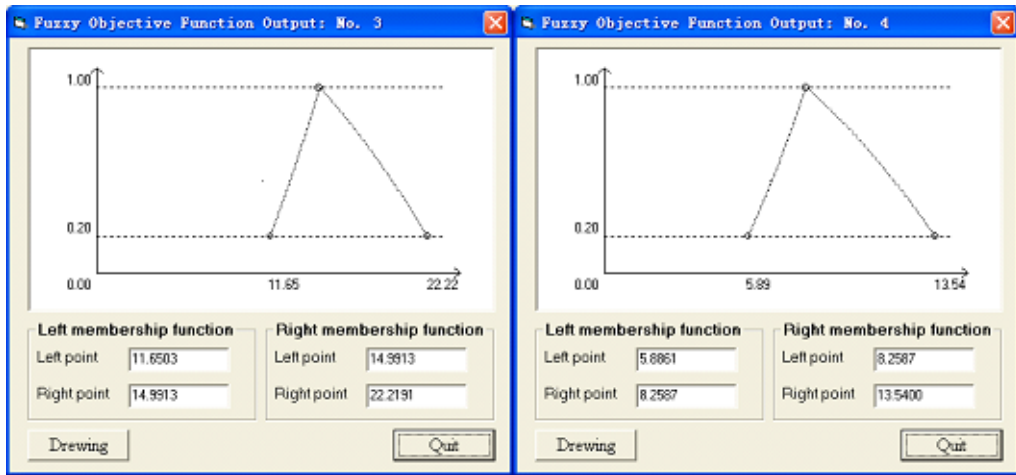 Fuzzy Objective Function Output: No. 3
1.00
0.20
0.00
11.65
22.22
Left membership function
Left point 11.6503
Right point 14.9913
Right membership function
Left point 14.9913
Right point 22.2191
Drewing
Quit
Fuzzy Objective Function Output: No. 4
1.00
0.20
0.00
5.89
13.54
Left membership function
Left point 5.8861
Right point 8.2587
Right membership function
Left point 8.2587
Right point 13.5400
Drewing
Quit